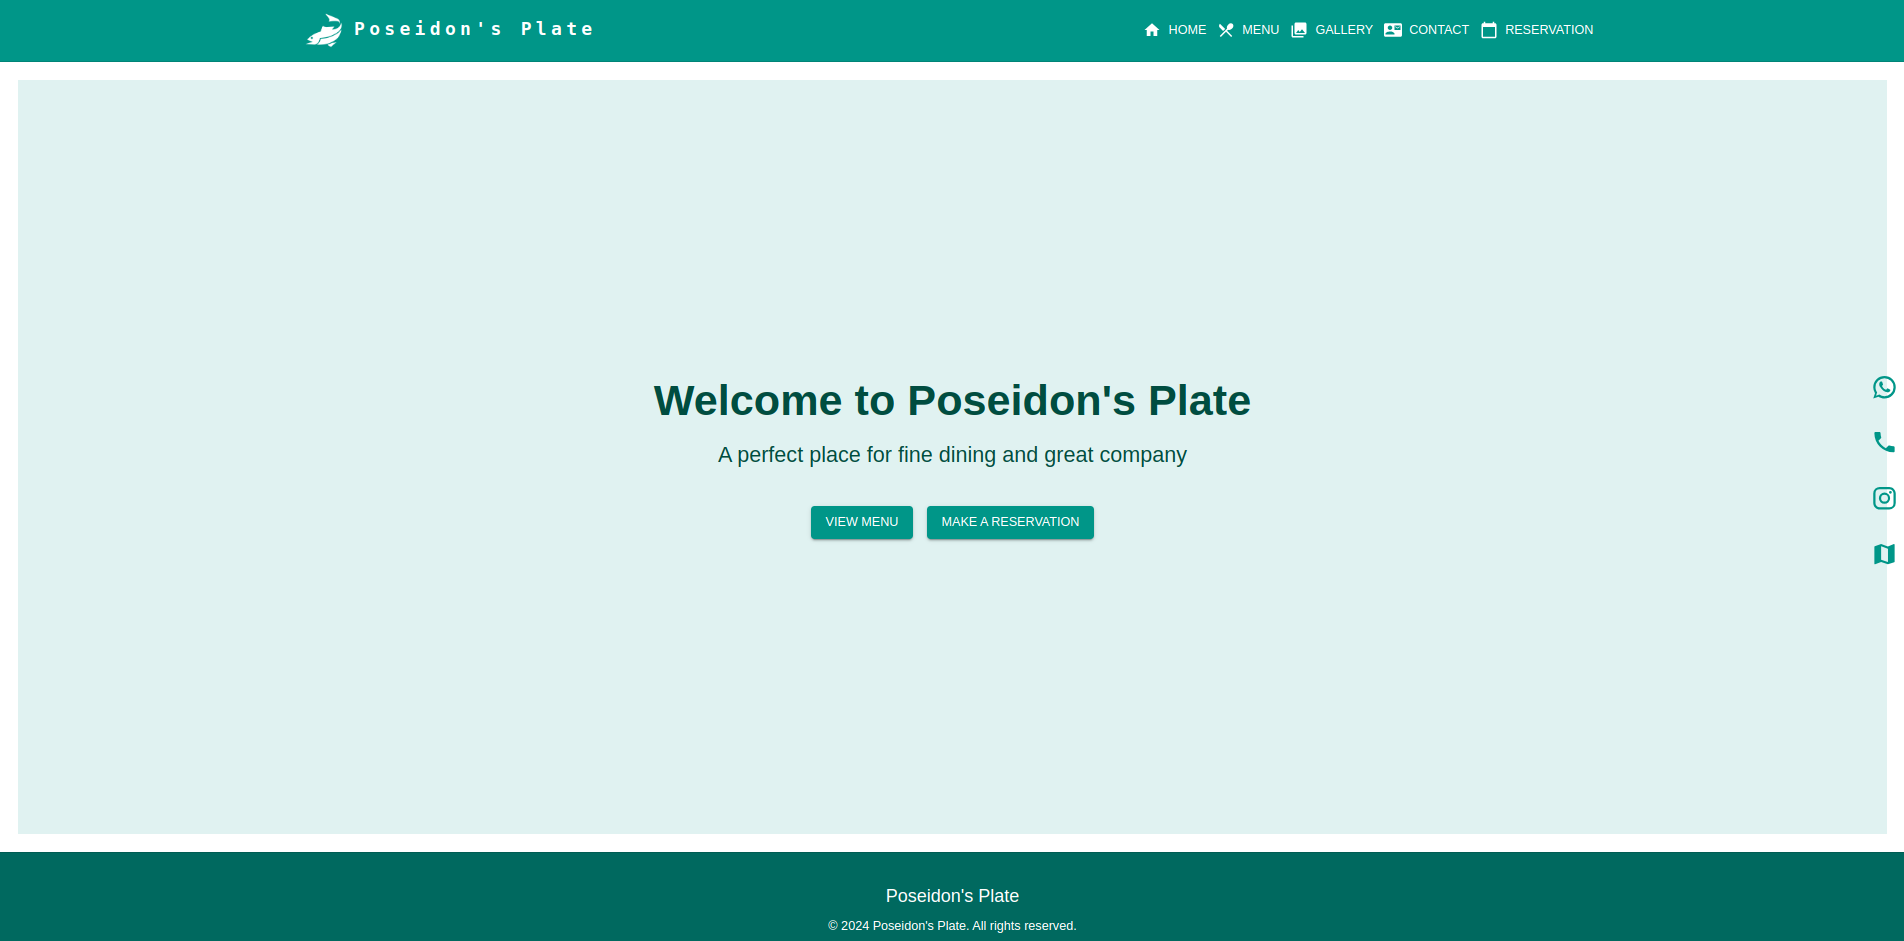 Poseidon's Plate
HOME MENU GALLERY CONTACT RESERVATION
Welcome to Poseidon's Plate
A perfect place for fine dining and great company
VIEW MENU MAKE A RESERVATION
Poseidon's Plate
© 2024 Poseidon's Plate. All rights reserved.